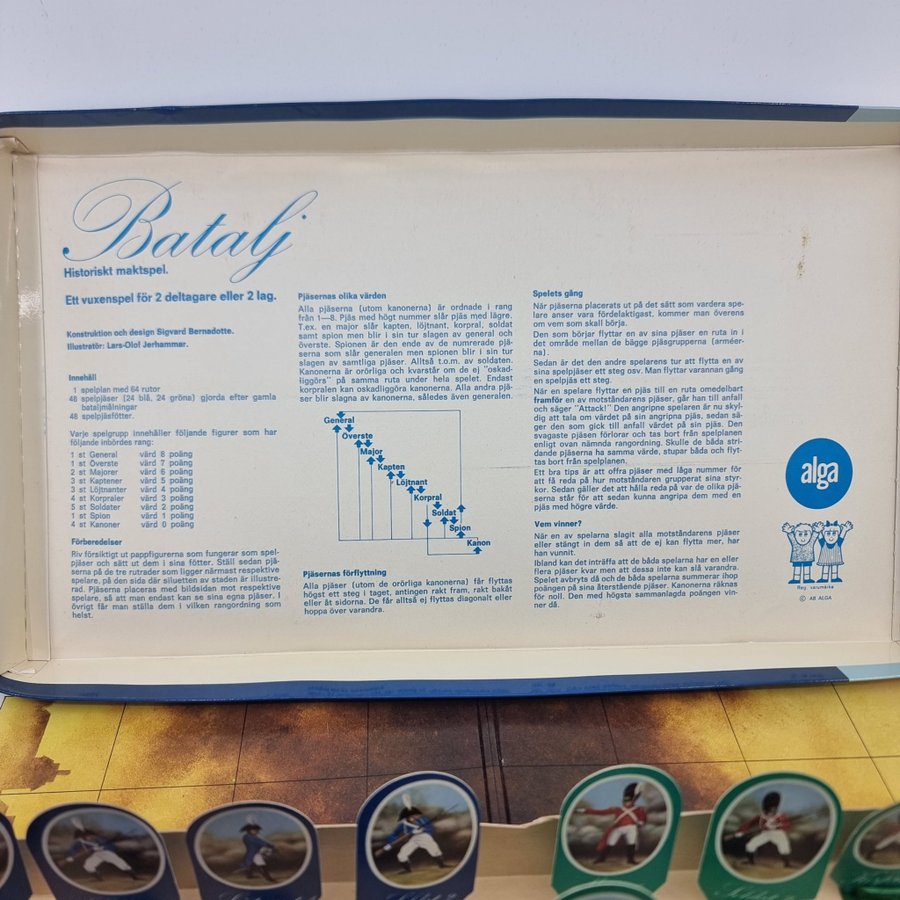 Batalj
Historiskt maktspel.
Ett vuxenspel för 2 deltagare eller 2 lag.
Konstruktion och design Sigvard Bernadotte.
Illustratör: Lars-Olof Jerhammar.
Innehåll
1 spelplan med 64 rutor
48 spelpjäser (24 blå, 24 gröna) gjorda efter gamla
bataljmålningar
48 spelpjäsfötter.
Varje spelgrupp innehåller följande figurer som har
följande inbördes rang:
1 st General värd 8 poäng
1 st Överste värd 7 poäng
2 st Majorer värd 6 poäng
3 st Kaptener värd 5 poäng
3 st Löjtnanter värd 4 poäng
4 st Korpraler värd 3 poäng
5 st Soldater värd 2 poäng
1 st Spion värd 1 poäng
4 st Kanoner värd 0 poäng
Förberedelser
Riv försiktigt ut pappfigurerna som fungerar som spel-
pjäser och sätt ut dem i sina fötter. Ställ sedan pjä-
serna på de tre rutrader som ligger närmast respektive
spelare, på den sida där siluetten av staden är illustre-
rad. Pjäserna placeras med bildsidan mot respektive
spelare, så att man endast kan se sina egna pjäser. I
övrigt får man ställa dem i vilken rangordning som
helst.
Pjäsernas olika värden
Alla pjäserna (utom kanonerna) är ordnade i rang
från 1—8. Pjäs med högt nummer slår pjäs med lägre.
T.ex. en major slår kapten, löjtnant, korpral, soldat
samt spion men blir i sin tur slagen av general och
överste. Spionen är den ende av de numrerade pjä-
serna som slår generalen men spionen blir i sin tur
slagen av samtliga pjäser. Alltså t.o.m. av soldaten.
Kanonerna är orörliga och kvarstår om de ej "oskad-
liggörs" på samma ruta under hela spelet. Endast
korpralen kan oskadliggöra kanonerna. Alla andra pjä-
ser blir slagna av kanonerna, således även generalen.
General
Överste
Major
Kapten
Löjtnant
Korpral
Soldat
Spion
Kanon
Pjäsernas förflyttning
Alla pjäser (utom de orörliga kanonerna) får flyttas
högst ett steg i taget, antingen rakt fram, rakt bakåt
eller åt sidorna. De får alltså ej flyttas diagonalt eller
hoppa över varandra.
Spelets gång
När pjäserna placerats ut på det sätt som vardera spe-
lare anser vara fördelaktigast, kommer man överens
om vem som skall börja.
Den som börjar flyttar en av sina pjäser en ruta in i
det område mellan de bägge pjäsgrupperna (arméer-
na).
Sedan är det den andre spelarens tur att flytta en av
sina spelpjäser ett steg osv. Man flyttar varannan gång
en spelpjäs ett steg.
När en spelare flyttar en pjäs till en ruta omedelbart
framför en av motståndarens pjäser, går han till anfall
och säger "Attack!" Den angripne spelaren är nu skyl-
dig att tala om värdet på sin angripna pjäs, sedan sä-
ger den som gick till anfall värdet på sin pjäs. Den
svagaste pjäsen förlorar och tas bort från spelplanen
enligt ovan nämnda rangordning. Skulle de båda stri-
dande pjäserna ha samma värde, stupar båda och flyt-
tas bort från spelplanen.
Ett bra tips är att offra pjäser med låga nummer för
att få reda på hur motståndaren grupperat sina styr-
kor. Sedan gäller det att hålla reda på var de olika pjä-
serna står för att sedan kunna angripa dem med en
pjäs med högre värde.
Vem vinner?
När en av spelarna slagit alla motståndarens pjäser
eller stängt in dem så att de ej kan flytta mer, har
han vunnit.
Ibland kan det inträffa att de båda spelarna har en eller
flera pjäser kvar men att dessa inte kan slå varandra.
Spelet avbryts då och de båda spelarna summerar ihop
poängen på sina återstående pjäser. Kanonerna räknas
för noll. Den med högsta sammanlagda poängen vin-
ner då.
alga
Reg. varumärke
© AB ALGA